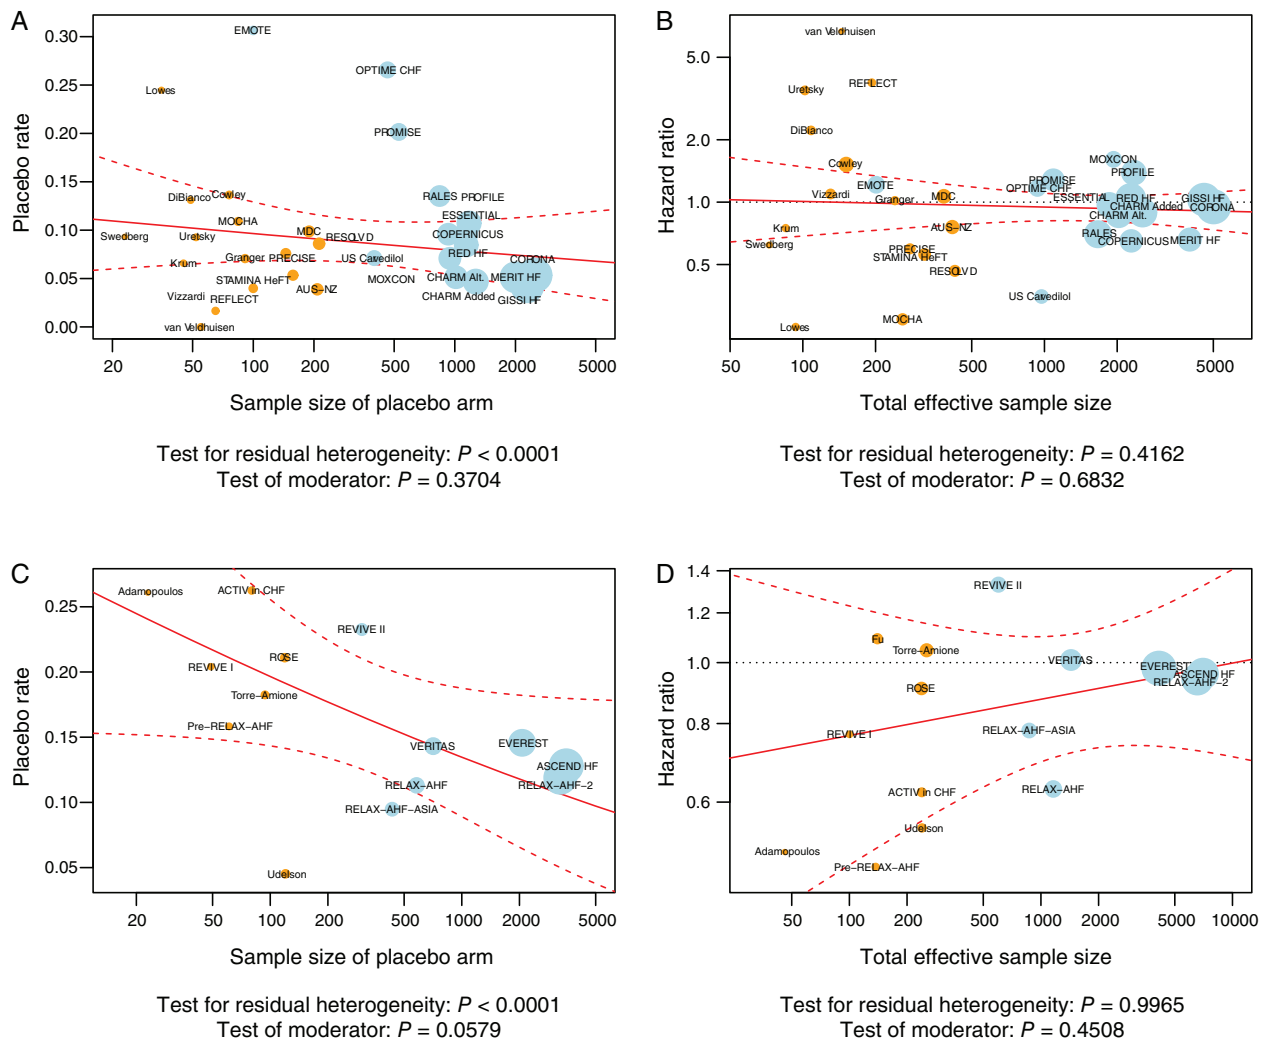 A
Placebo rate
0.30
0.25
0.20
0.15
0.10
0.05
0.00
EMOTE
OPTIME CHF
Lowes
PROMISE
DiBianco
Cowley
RALES
PROFILE
MOCHA
ESSENTIAL
Swedberg
Uretsky
MDC
RESOLVD
COPERNICUS
Krum
Granger
PRECISE
US Carvedilol
RED HF
CORONA
STAMINA HeFT
AUS-NZ
MOXCON
CHARM Alt.
MERIT HF
Vizzardi
REFLECT
CHARM Added
GISSI HF
van Veldhuisen
20 50 100 200 500 1000 2000 5000
Sample size of placebo arm
Test for residual heterogeneity: P < 0.0001
Test of moderator: P = 0.3704
B
Hazard ratio
5.0
2.0
1.0
0.5
van Veldhuisen
Uretsky
REFLECT
DiBianco
Cowley
MOXCON
PROFILE
EMOTE
PROMISE
OPTIME CHF
Vizzardi
Granger
MDC
ESSENTIAL
RED HF
GISSI HF
CHARM Added
CORONA
CHARM Alt.
Krum
AUS-NZ
RALES
Swedberg
PRECISE
COPERNICUS
MERIT HF
STAMINA HeFT
RESOLVD
US Carvedilol
MOCHA
Lowes
50 100 200 500 1000 2000 5000
Total effective sample size
Test for residual heterogeneity: P = 0.4162
Test of moderator: P = 0.6832
C
Placebo rate
0.25
0.20
0.15
0.10
0.05
Adamopoulos
ACTIV in CHF
REVIVE II
ROSE
REVIVE I
Torre-Amione
Pre-RELAX-AHF
VERITAS
EVEREST
ASCEND HF
RELAX-AHF
RELAX-AHF-2
RELAX-AHF-ASIA
Udelson
20 50 100 200 500 1000 2000 5000
Sample size of placebo arm
Test for residual heterogeneity: P < 0.0001
Test of moderator: P = 0.0579
D
Hazard ratio
1.4
1.2
1.0
0.8
0.6
REVIVE II
Fu
Torre-Amione
VERITAS
EVEREST
ASCEND HF
RELAX-AHF-2
ROSE
REVIVE I
RELAX-AHF-ASIA
ACTIV in CHF
RELAX-AHF
Udelson
Adamopoulos
Pre-RELAX-AHF
50 100 200 500 1000 2000 5000 10000
Total effective sample size
Test for residual heterogeneity: P = 0.9965
Test of moderator: P = 0.4508